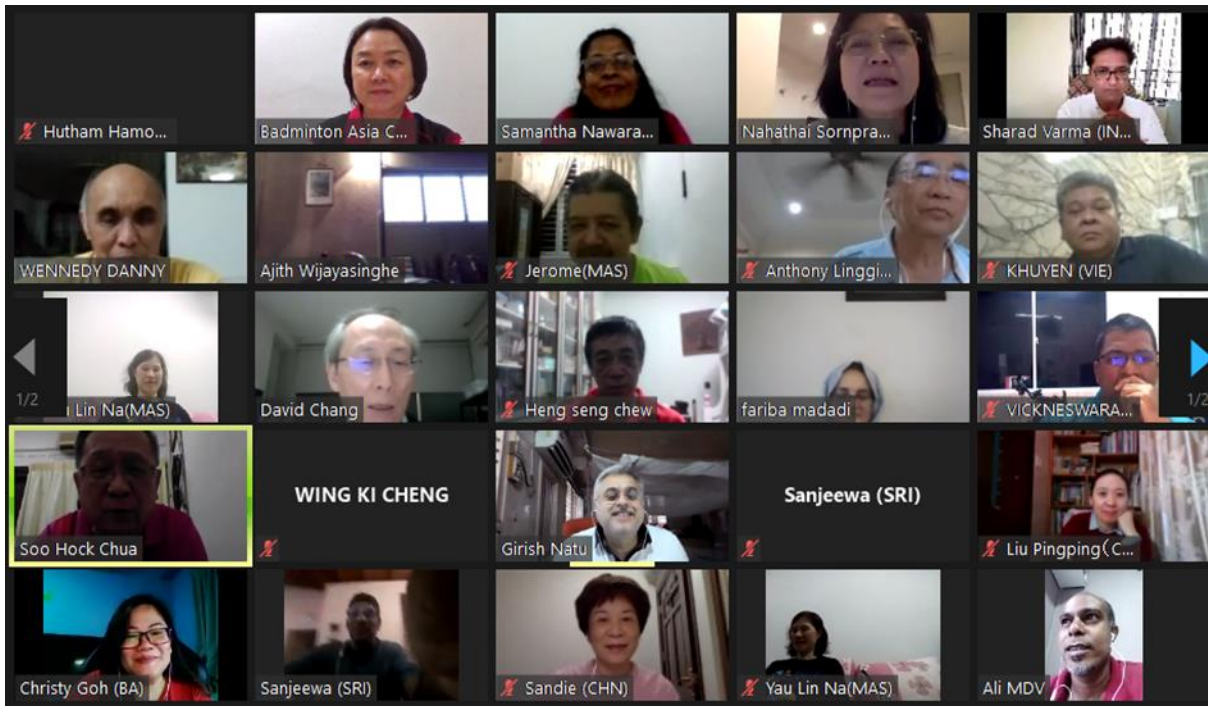 Hutham Hamo...
Badminton Asia C...
Samantha Nawara...
Nahathai Sornpra...
Sharad Varma (IN...
WENNEDY DANNY
Ajith Wijayasinghe
Jerome(MAS)
Anthony Linggi...
KHUYEN (VIE)
1/2
Lin Na(MAS)
David Chang
Heng seng chew
fariba madadi
VICKNESWARA...
1/2
Soo Hock Chua
WING KI CHENG
Girish Natu
Sanjeewa (SRI)
Liu Pingping(C...
Christy Goh (BA)
Sanjeewa (SRI)
Sandie (CHN)
Yau Lin Na(MAS)
Ali MDV